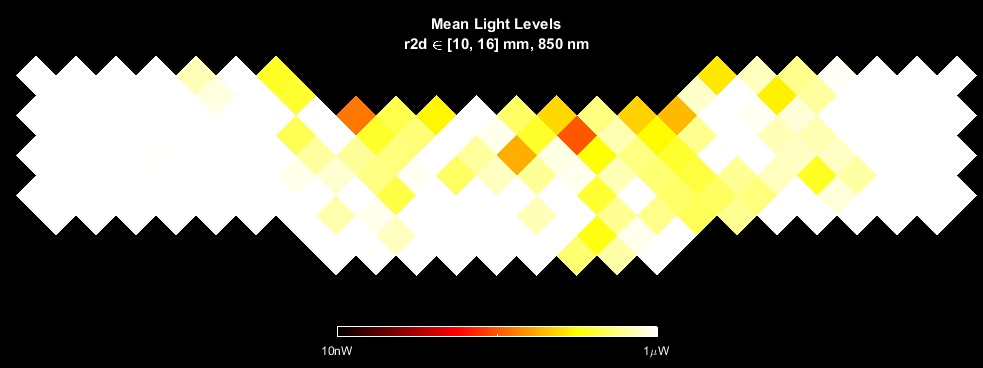 Mean Light Levels
r2d ∈ [10, 16] mm, 850 nm
10nW
1μW